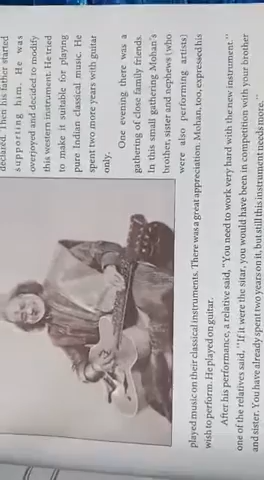 declared. Then his father started
supporting him. He was
overjoyed and decided to modify
this western instrument. He tried
to make it suitable for playing
pure Indian classical music. He
spent two more years with guitar
only.
One evening there was a
gathering of close family friends.
In this small gathering Mohan's
brother, sister and nephews (who
were also performing artists)
played music on their classical instruments. There was a great appreciation. Mohan, too, expressed his
wish to perform. He played on guitar.
After his performance, a relative said, "You need to work very hard with the new instrument."
one of the relatives said, "If it were the sitar, you would have been in competition with your brother
and sister. You have already spent two years on it, but still this instrument needs more."